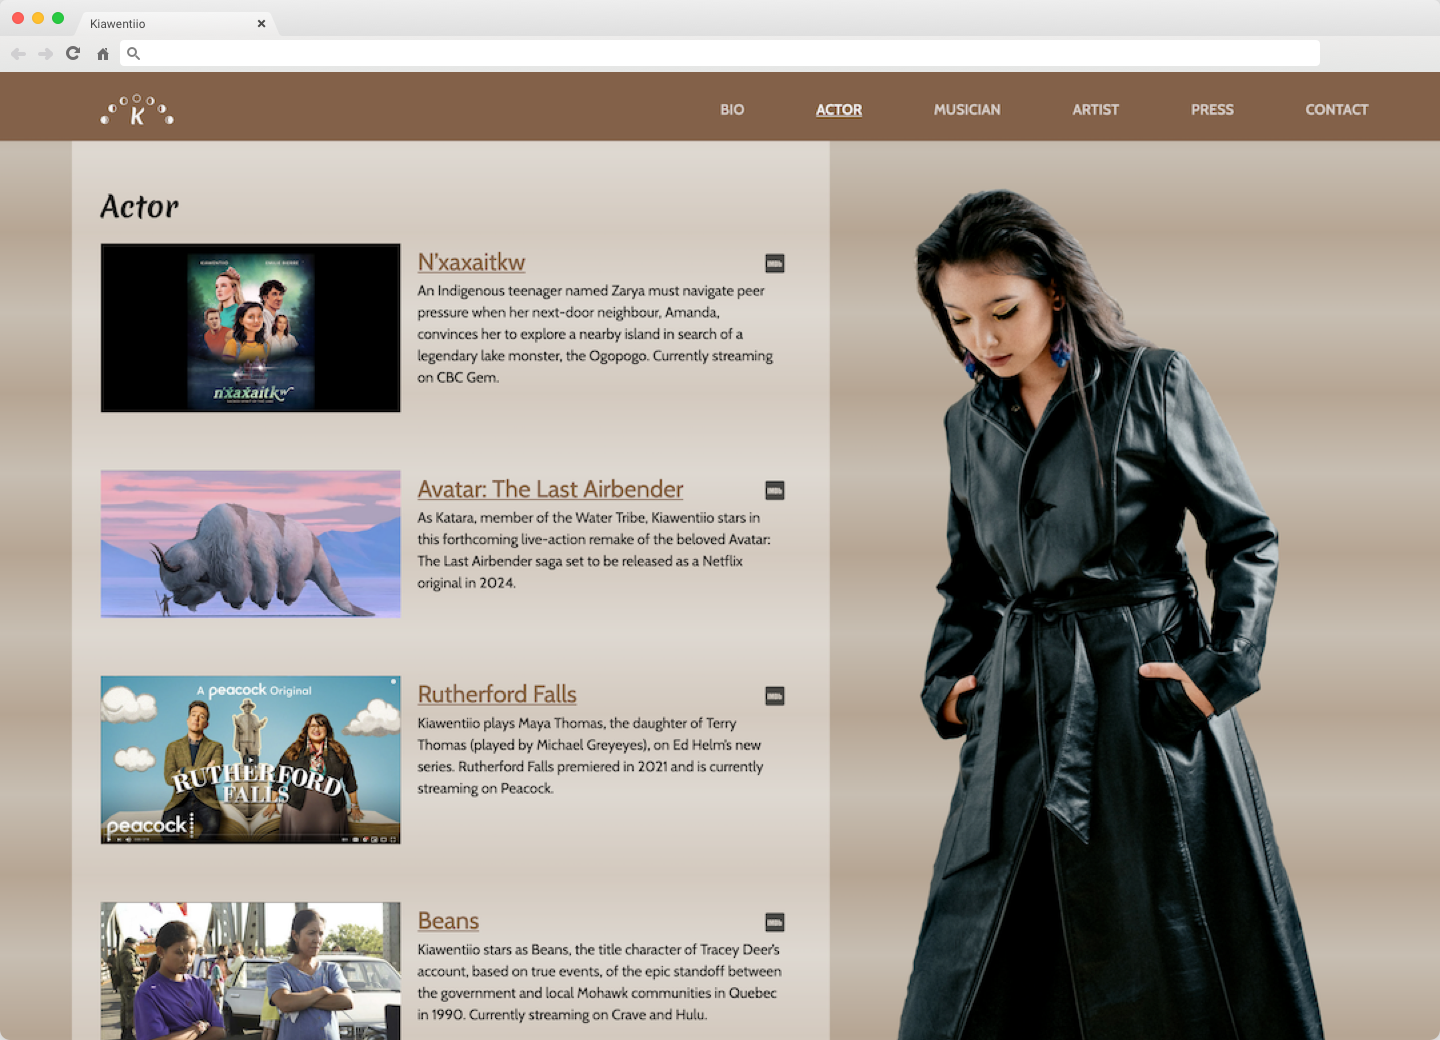 Kiawentiio
K
BIO
ACTOR
MUSICIAN
ARTIST
PRESS
CONTACT
Actor
KIAWENTIIO
n'x̌ax̌aitkʷ
N'xaxaitkw
An Indigenous teenager named Zarya must navigate peer
pressure when her next-door neighbour, Amanda,
convinces her to explore a nearby island in search of a
legendary lake monster, the Ogopogo. Currently streaming
on CBC Gem.
Avatar: The Last Airbender
As Katara, member of the Water Tribe, Kiawentiio stars in
this forthcoming live-action remake of the beloved Avatar:
The Last Airbender saga set to be released as a Netflix
original in 2024.
A peacock Original
RUTHERFORD
FALLS
peacock
Rutherford Falls
Kiawentiio plays Maya Thomas, the daughter of Terry
Thomas (played by Michael Greyeyes), on Ed Helm's new
series. Rutherford Falls premiered in 2021 and is currently
streaming on Peacock.
Beans
Kiawentiio stars as Beans, the title character of Tracey Deer's
account, based on true events, of the epic standoff between
the government and local Mohawk communities in Quebec
in 1990. Currently streaming on Crave and Hulu.